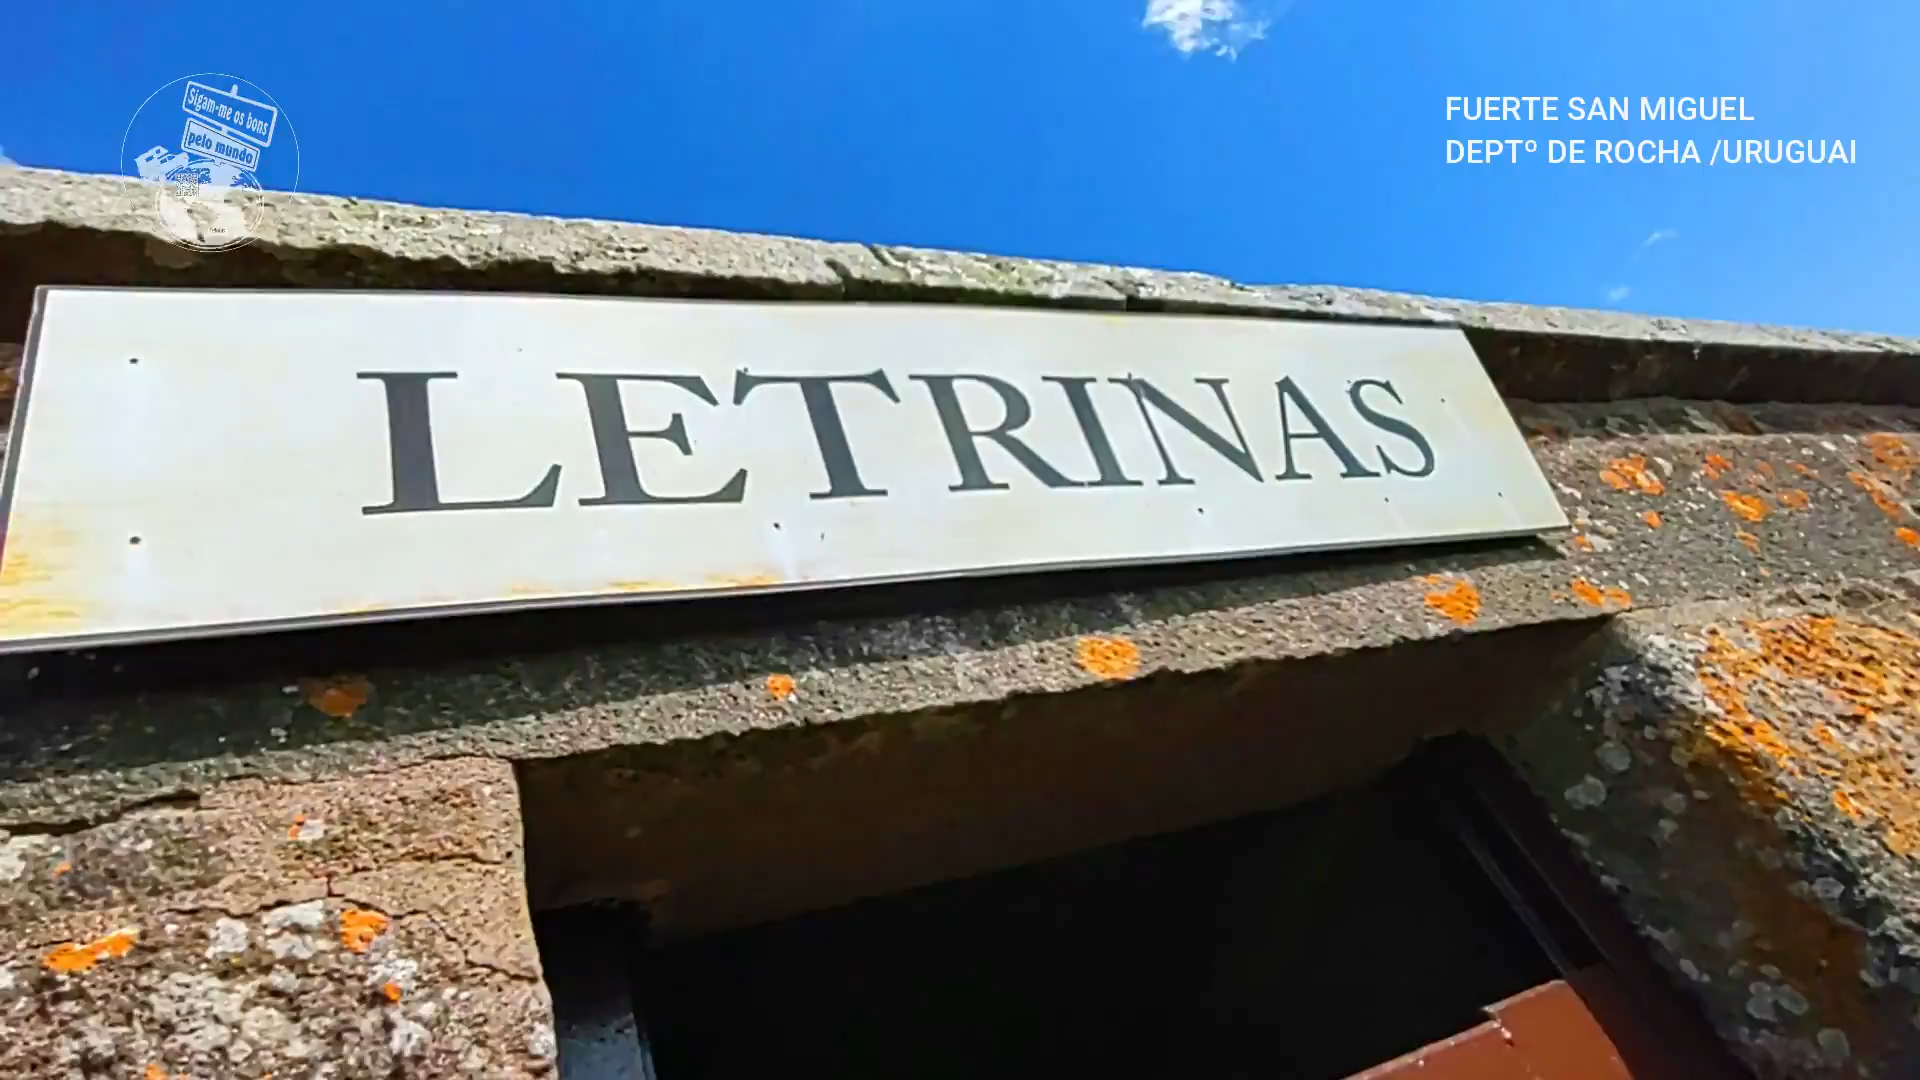 Sigam-me os bons
pelo mundo
FUERTE SAN MIGUEL
DEPTº DE ROCHA /URUGUAI
LETRINAS